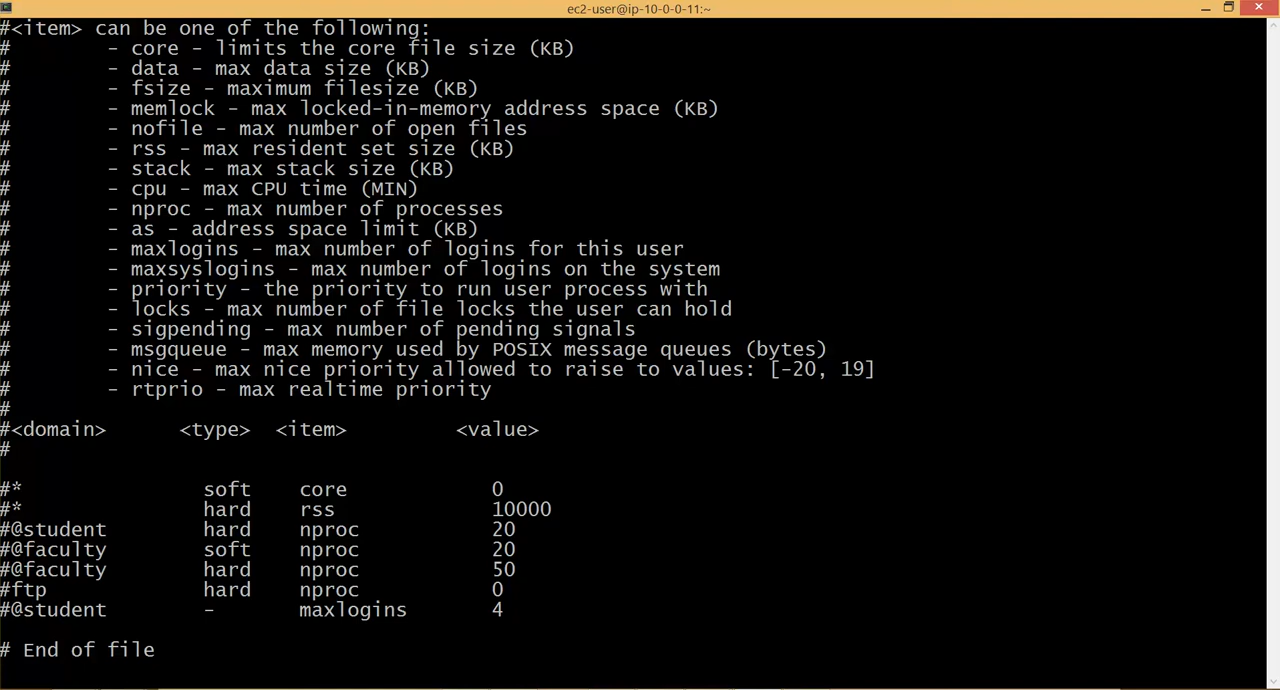 ec2-user@ip-10-0-0-11:~
#<item> can be one of the following:
#        - core - limits the core file size (KB)
#        - data - max data size (KB)
#        - fsize - maximum filesize (KB)
#        - memlock - max locked-in-memory address space (KB)
#        - nofile - max number of open files
#        - rss - max resident set size (KB)
#        - stack - max stack size (KB)
#        - cpu - max CPU time (MIN)
#        - nproc - max number of processes
#        - as - address space limit (KB)
#        - maxlogins - max number of logins for this user
#        - maxsyslogins - max number of logins on the system
#        - priority - the priority to run user process with
#        - locks - max number of file locks the user can hold
#        - sigpending - max number of pending signals
#        - msgqueue - max memory used by POSIX message queues (bytes)
#        - nice - max nice priority allowed to raise to values: [-20, 19]
#        - rtprio - max realtime priority
#
#<domain>      <type>  <item>         <value>
#
#*               soft    core            0
#*               hard    rss             10000
#@student        hard    nproc           20
#@faculty        soft    nproc           20
#@faculty        hard    nproc           50
#ftp             hard    nproc           0
#@student        -       maxlogins       4
# End of file